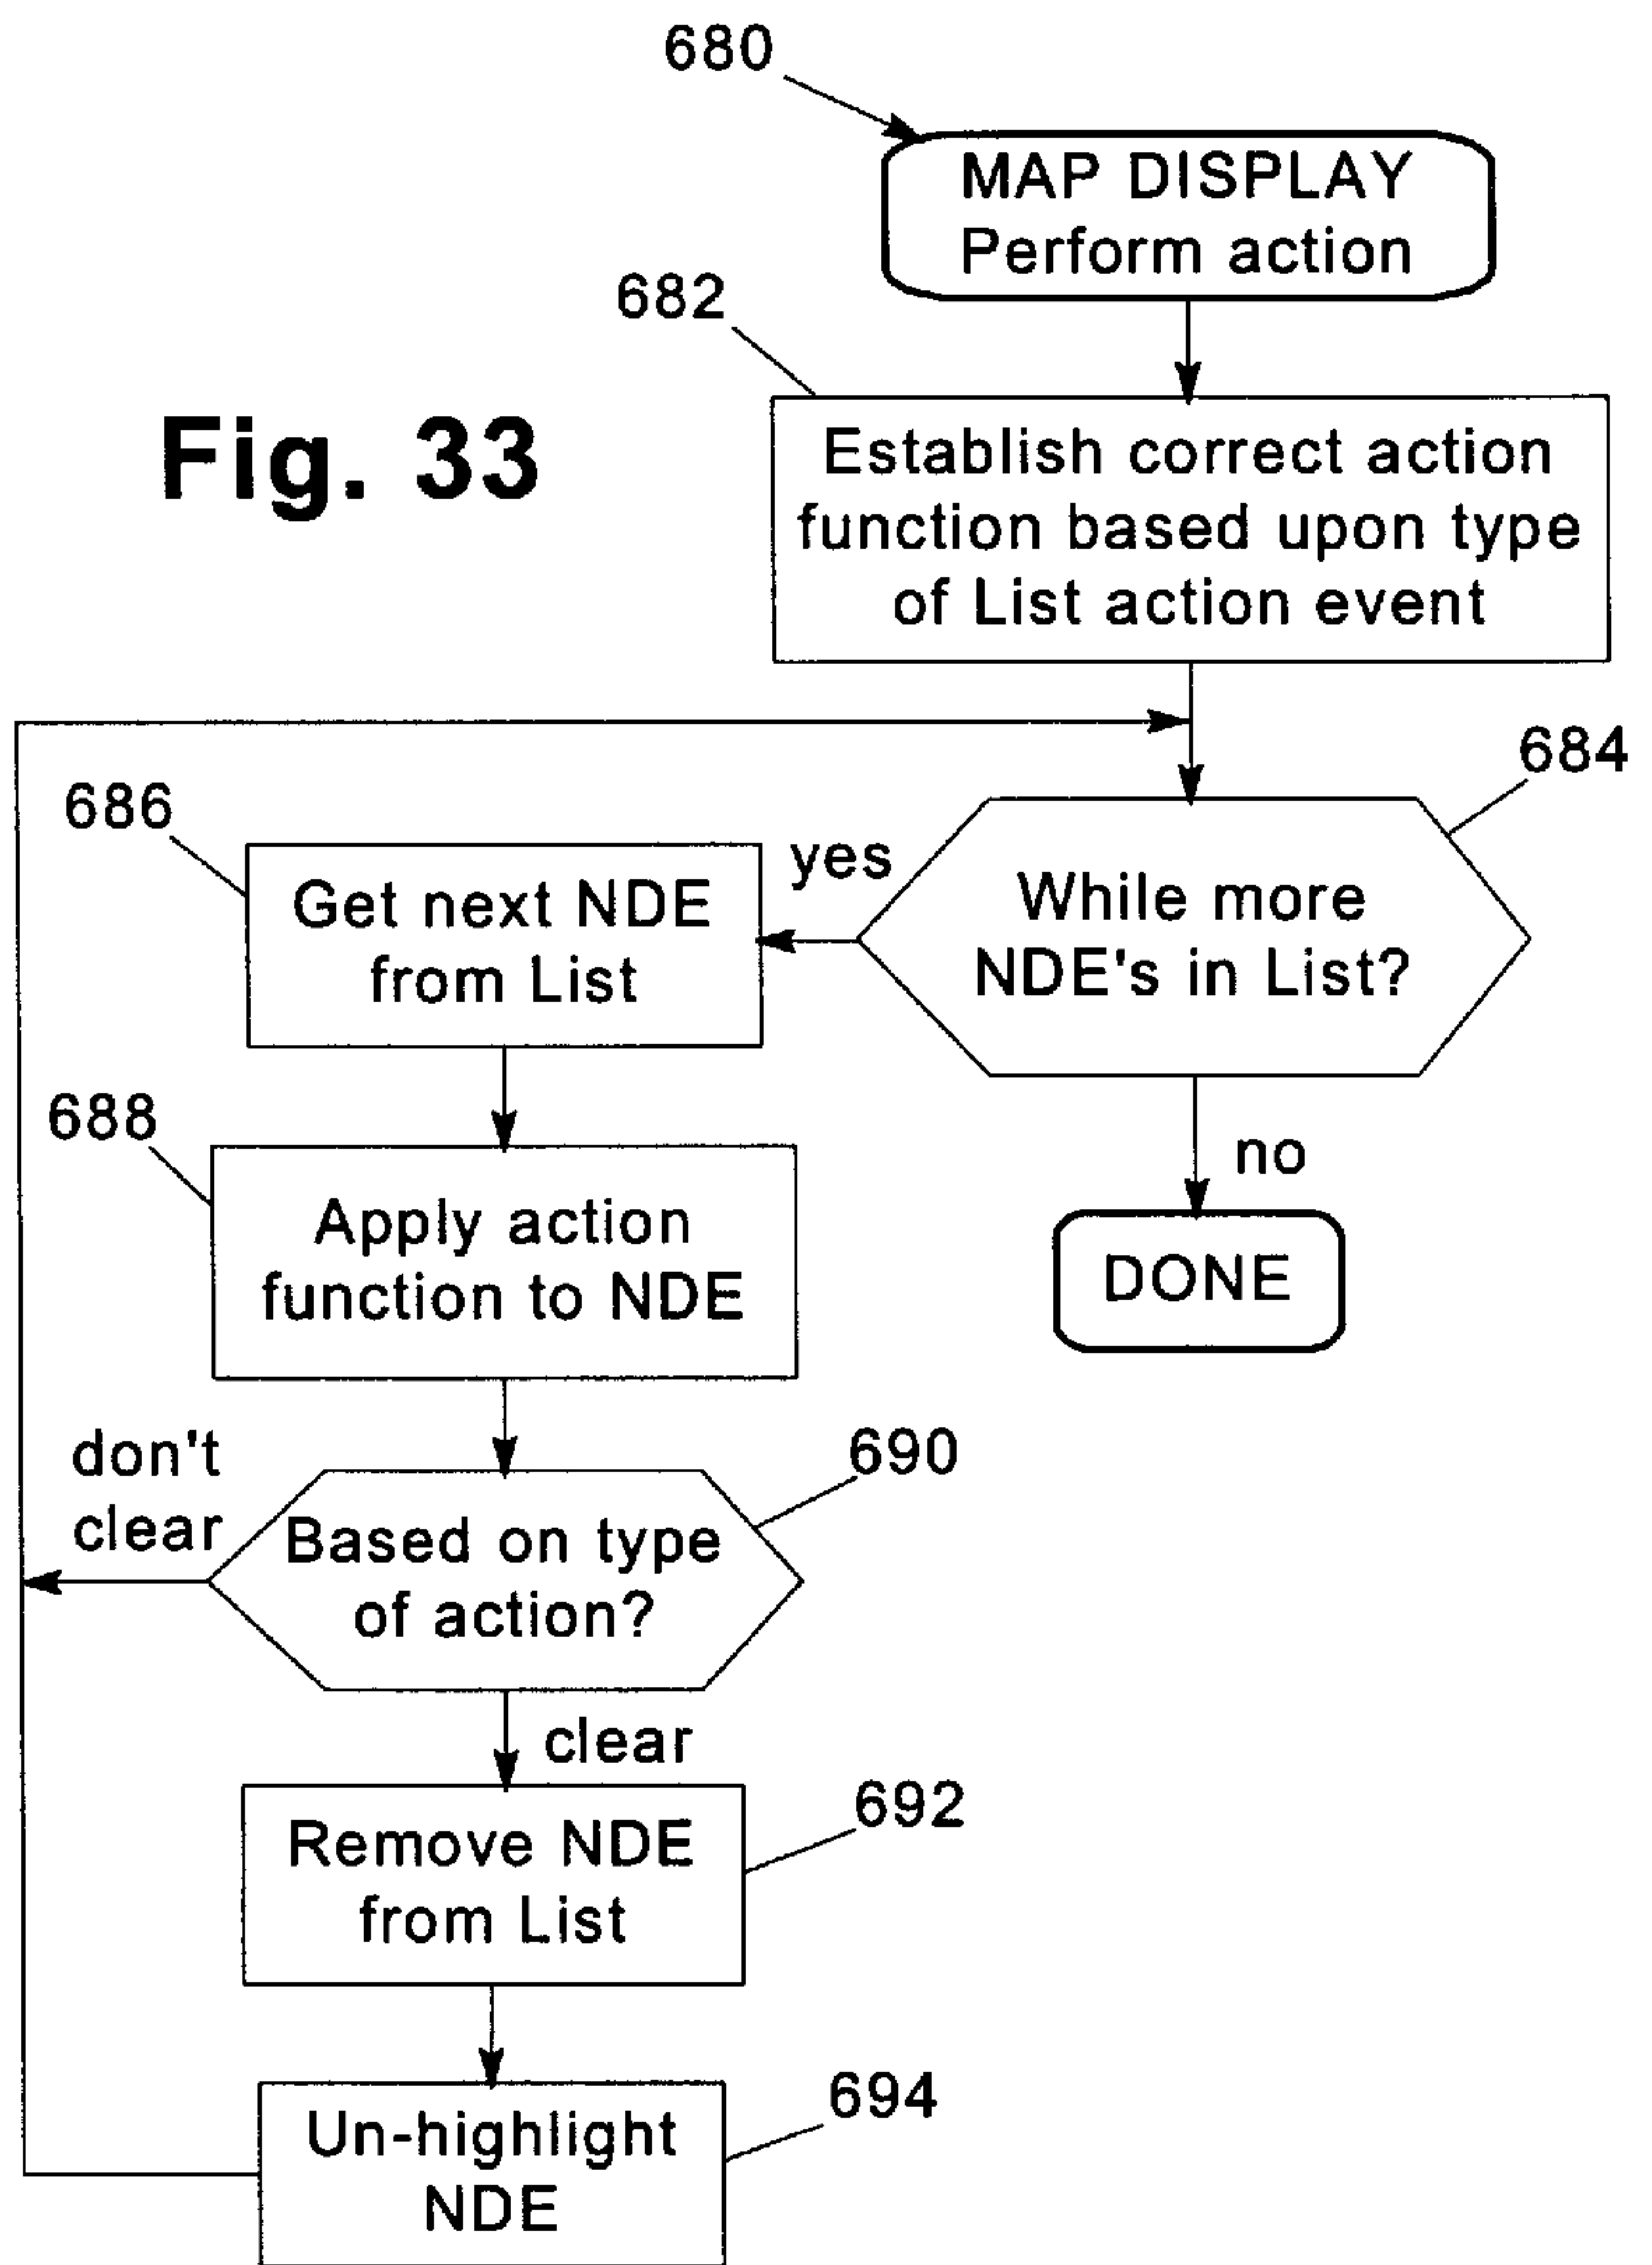 680
MAP DISPLAY
Perform action
682
Establish correct action
function based upon type
of List action event
Fig. 33
684
686
yes
While more
NDE's in List?
Get next NDE
from List
688
no
Apply action
function to NDE
DONE
690
don't
clear
Based on type
of action?
clear
692
Remove NDE
from List
694
Un-highlight
NDE